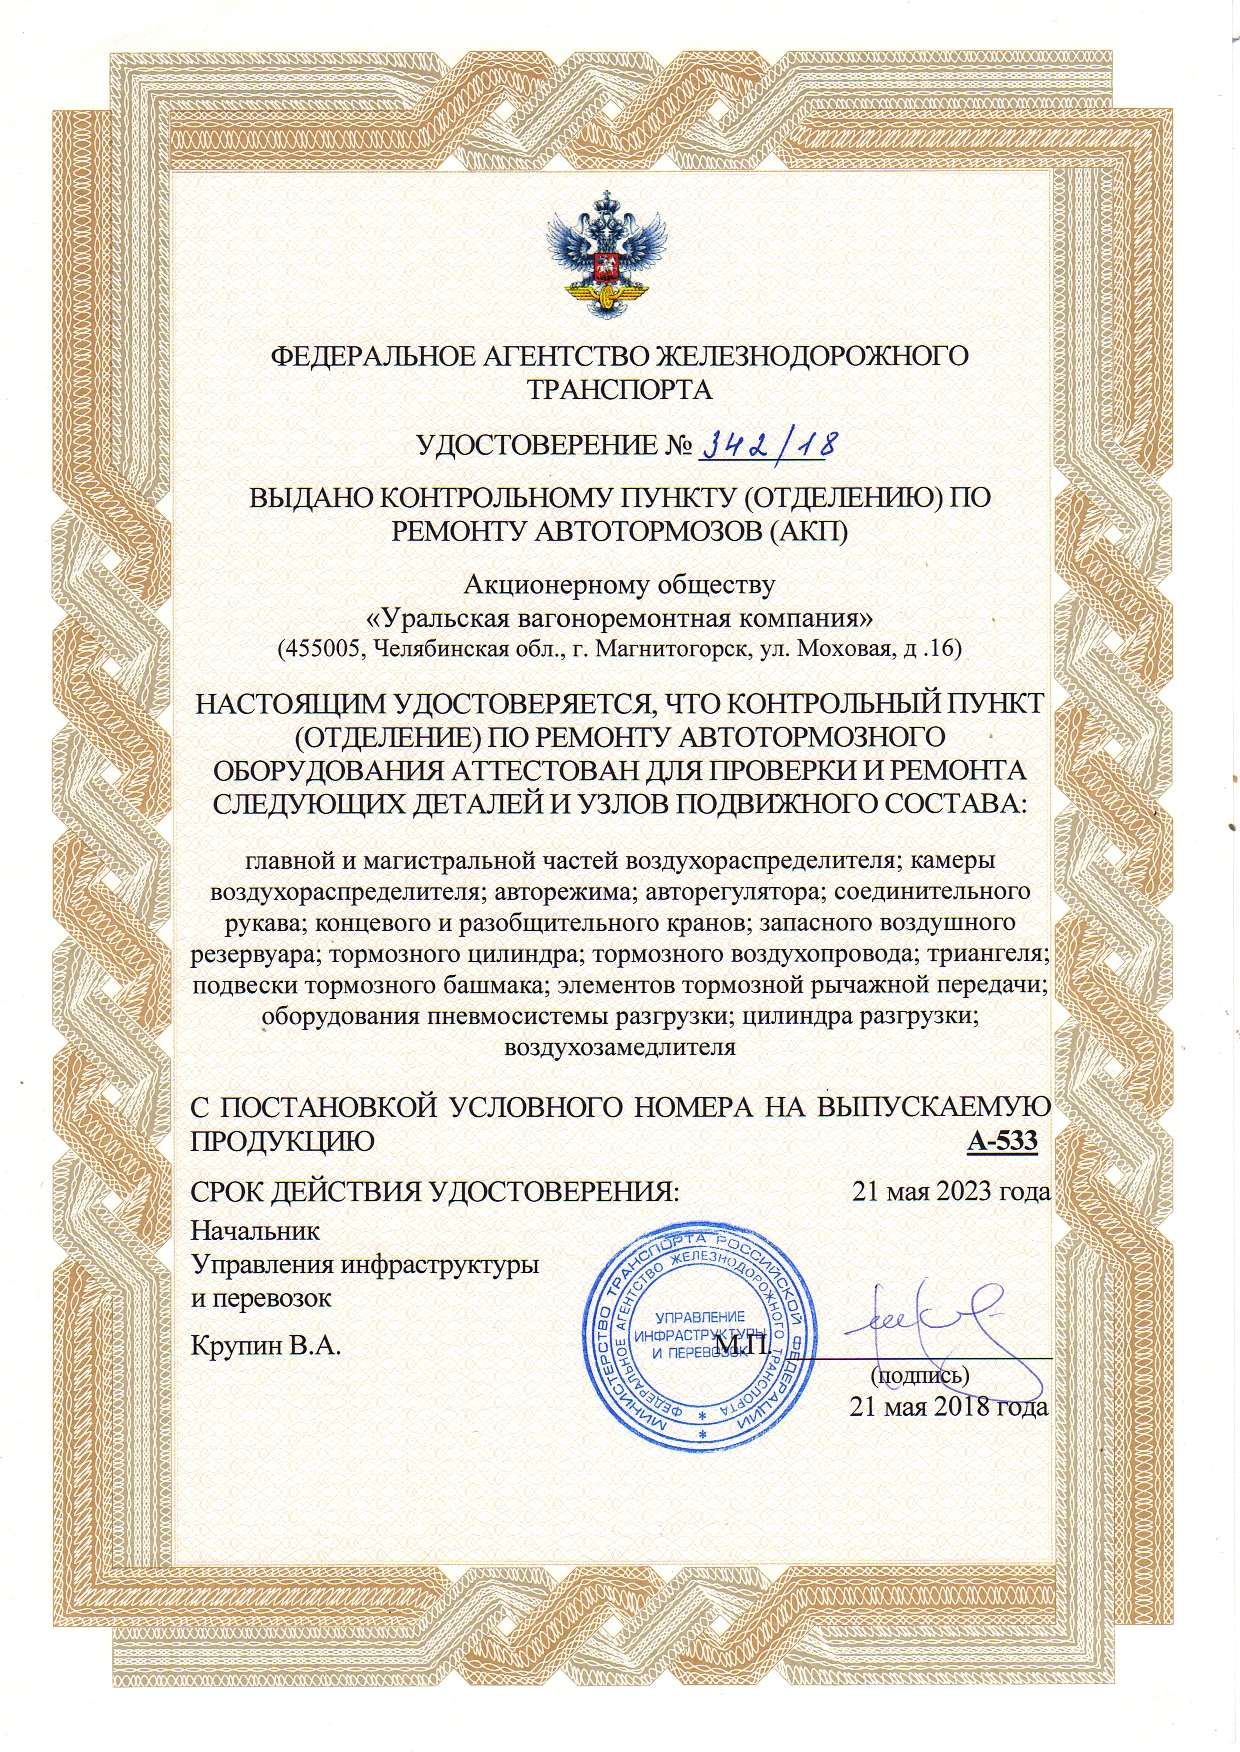 ФЕДЕРАЛЬНОЕ АГЕНТСТВО ЖЕЛЕЗНОДОРОЖНОГО
ТРАНСПОРТА
УДОСТОВЕРЕНИЕ № 342/18
ВЫДАНО КОНТРОЛЬНОМУ ПУНКТУ (ОТДЕЛЕНИЮ) ПО
РЕМОНТУ АВТОТОРМОЗОВ (АКП)
Акционерному обществу
«Уральская вагоноремонтная компания»
(455005, Челябинская обл., г. Магнитогорск, ул. Моховая, д .16)
НАСТОЯЩИМ УДОСТОВЕРЯЕТСЯ, ЧТО КОНТРОЛЬНЫЙ ПУНКТ
(ОТДЕЛЕНИЕ) ПО РЕМОНТУ АВТОТОРМОЗНОГО
ОБОРУДОВАНИЯ АТТЕСТОВАН ДЛЯ ПРОВЕРКИ И РЕМОНТА
СЛЕДУЮЩИХ ДЕТАЛЕЙ И УЗЛОВ ПОДВИЖНОГО СОСТАВА:
главной и магистральной частей воздухораспределителя; камеры
воздухораспределителя; авторежима; авторегулятора; соединительного
рукава; концевого и разобщительного кранов; запасного воздушного
резервуара; тормозного цилиндра; тормозного воздухопровода; триангеля;
подвески тормозного башмака; элементов тормозной рычажной передачи;
оборудования пневмосистемы разгрузки; цилиндра разгрузки;
воздухозамедлителя
С ПОСТАНОВКОЙ УСЛОВНОГО НОМЕРА НА ВЫПУСКАЕМУЮ
ПРОДУКЦИЮ А-533
СРОК ДЕЙСТВИЯ УДОСТОВЕРЕНИЯ: 21 мая 2023 года
Начальник
Управления инфраструктуры
и перевозок
Крупин В.А. М.П.
(подпись)
21 мая 2018 года
МИНИСТЕРСТВО ТРАНСПОРТА РОССИЙСКОЙ ФЕДЕРАЦИИ *
ФЕДЕРАЛЬНОЕ АГЕНТСТВО ЖЕЛЕЗНОДОРОЖНОГО ТРАНСПОРТА *
УПРАВЛЕНИЕ
ИНФРАСТРУКТУРЫ
И ПЕРЕВОЗОК